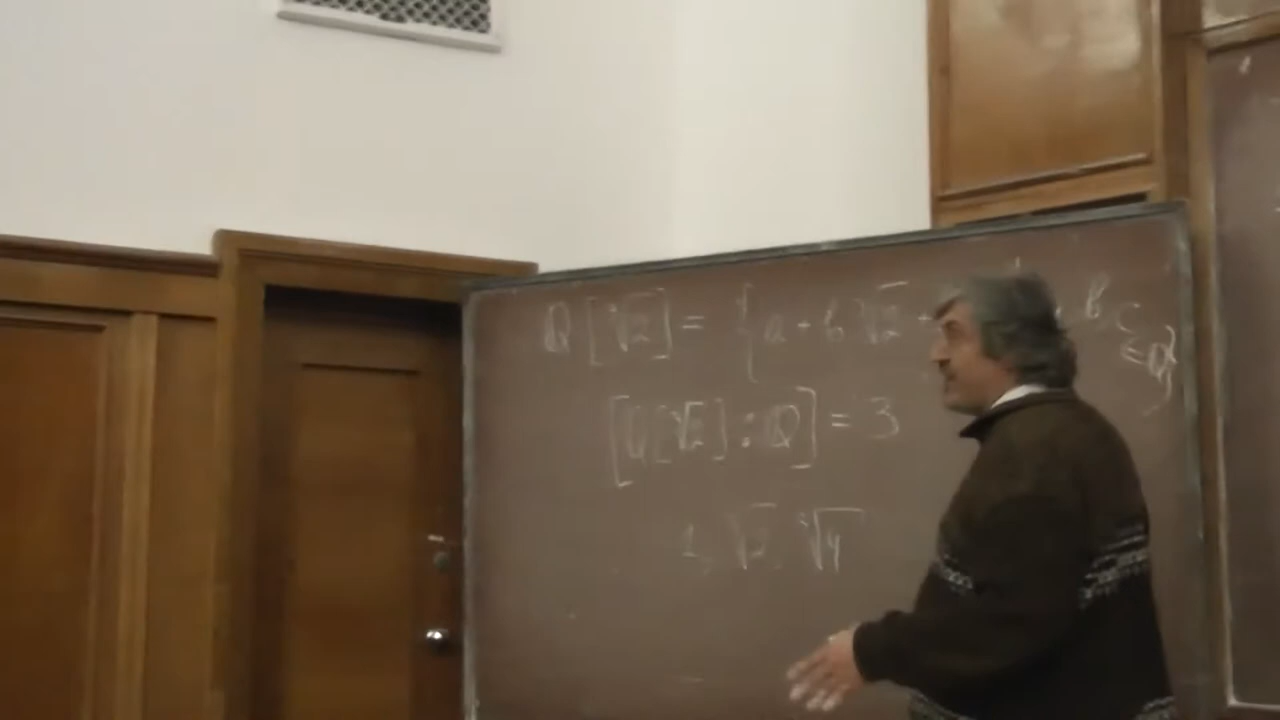 Q [∛2] = { a + b ∛2 + b, c ∈ Q }
[Q[∛2] : Q] = 3
1, ∛2, ∛4